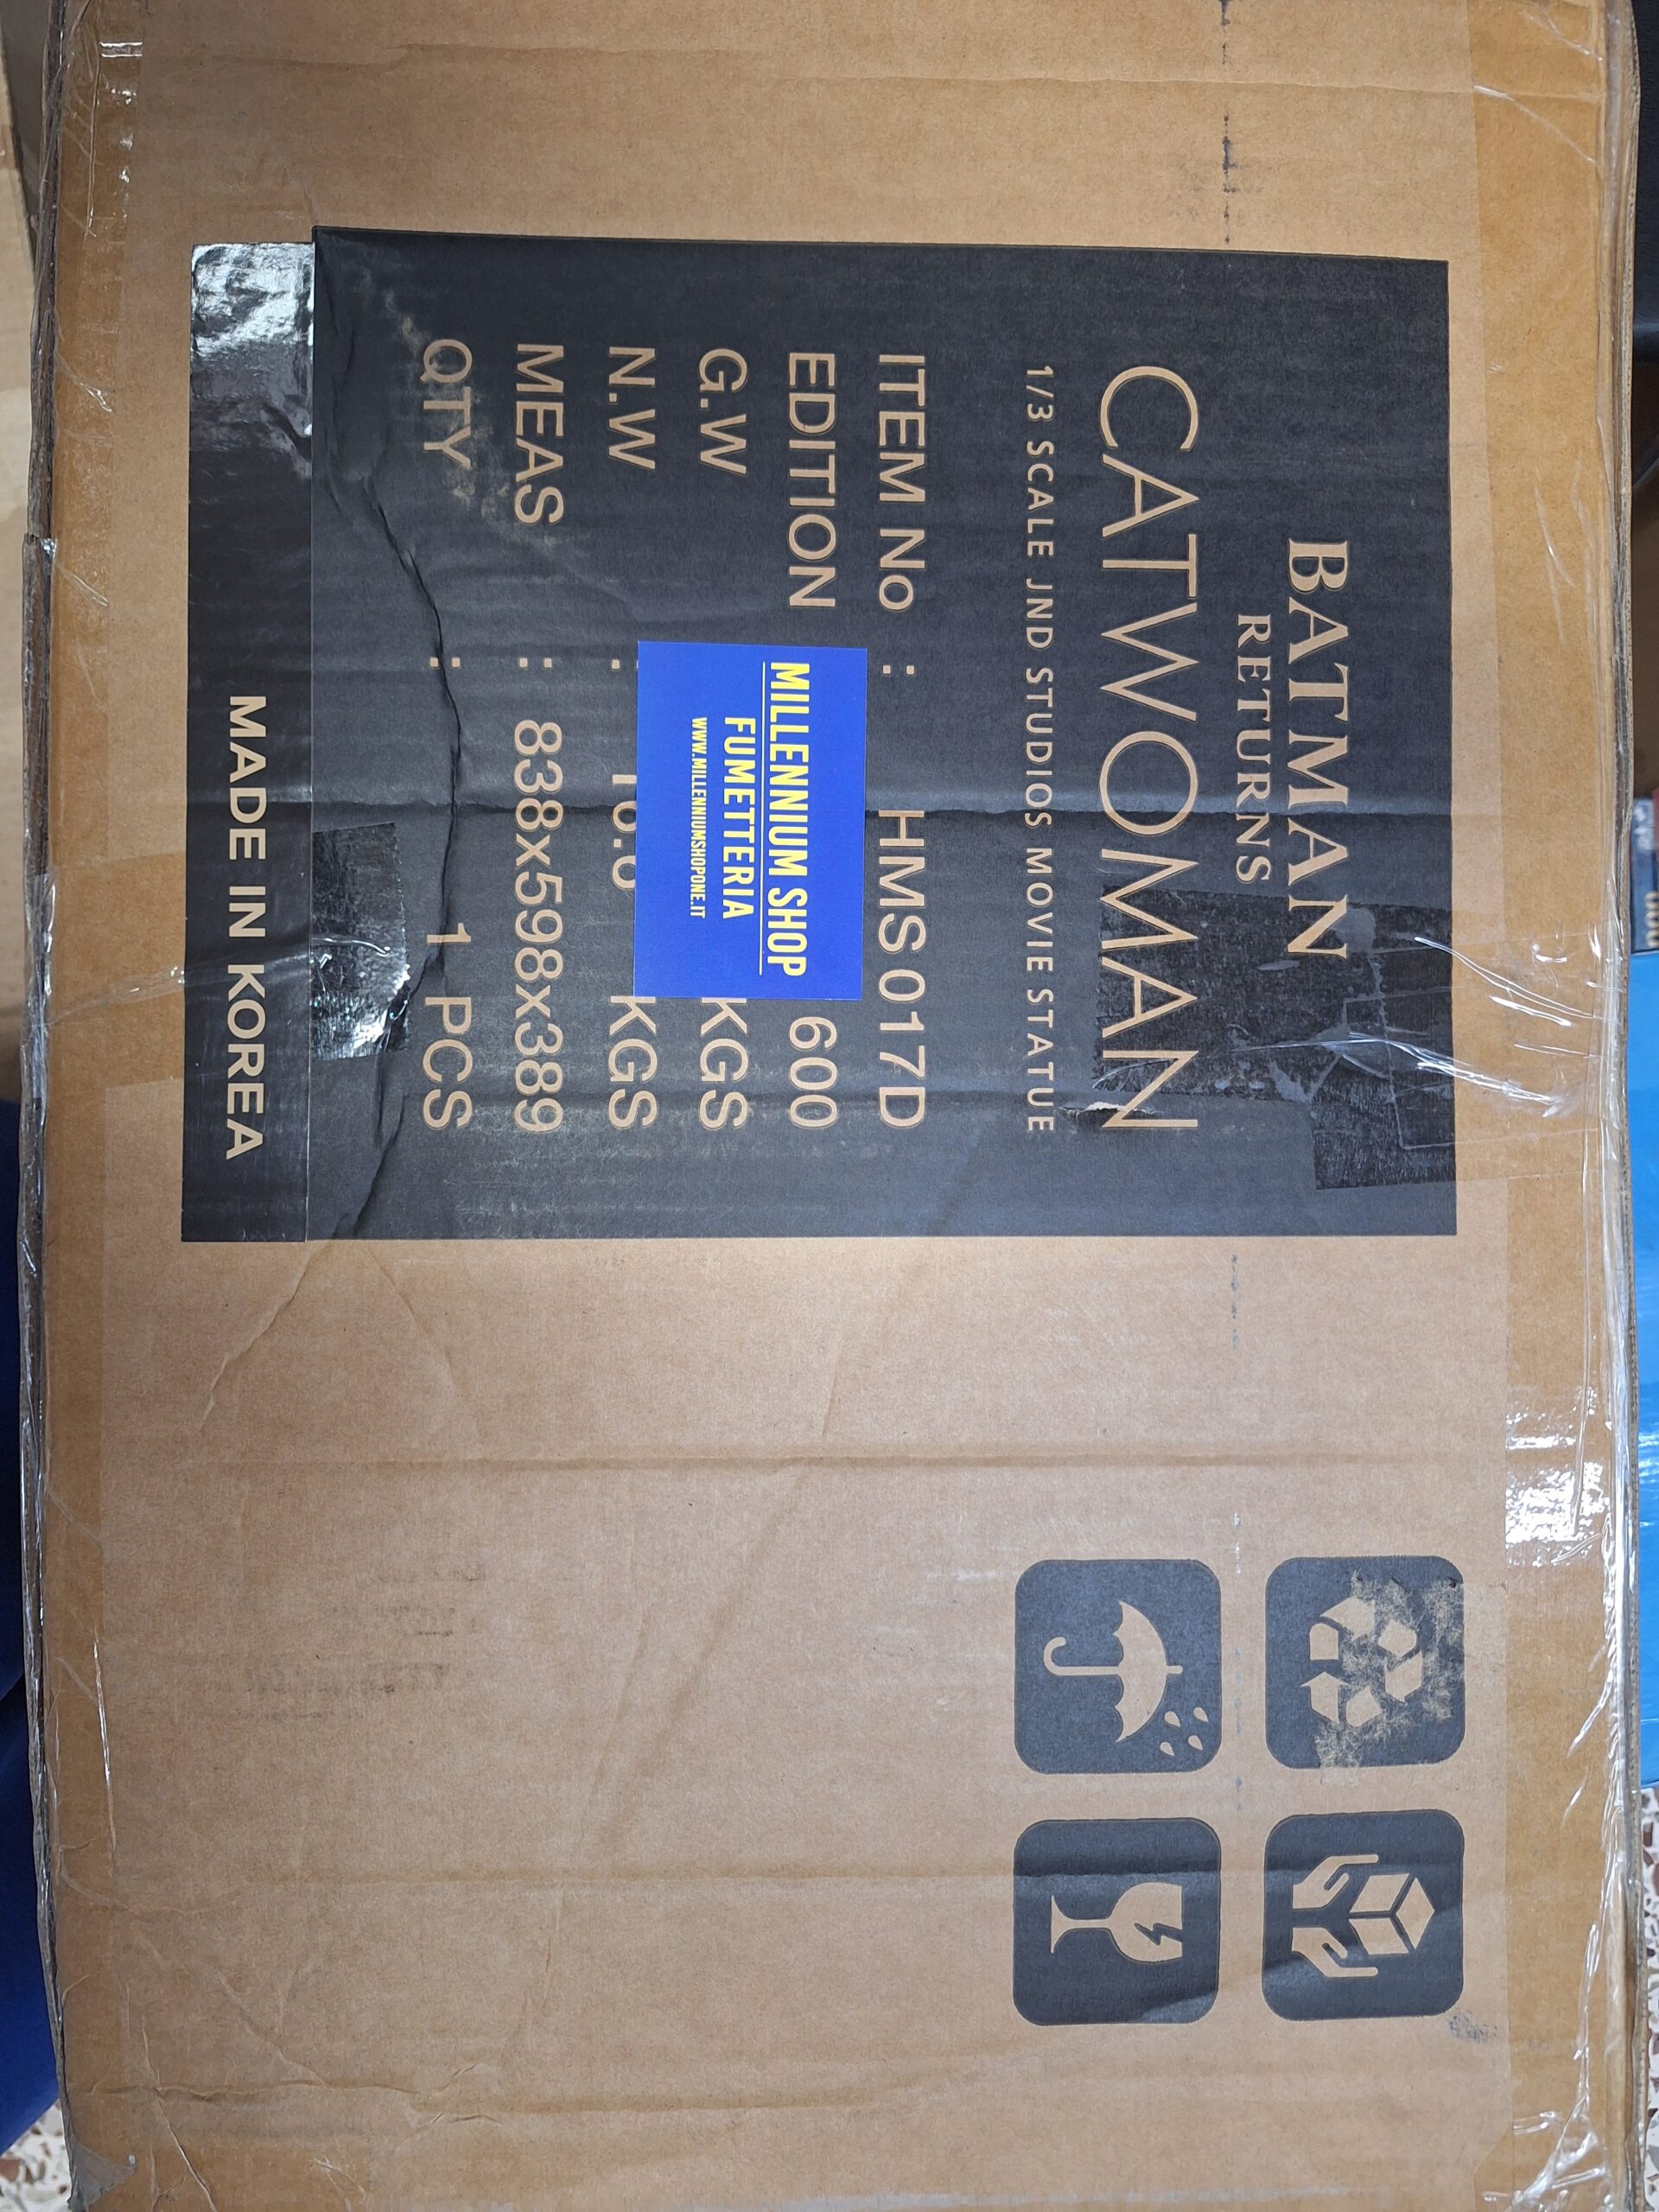 BATMAN
RETURNS
CATWOMAN
1/3 SCALE JND STUDIOS MOVIE STATUE
ITEM No : HMS 017D
EDITION 600
G.W KGS
N.W : KGS
MEAS : 838x598x389
QTY : 1 PCS
MADE IN KOREA
MILLENNIUM SHOP
FUMETTERIA
WWW.MILLENNIUMSHOPONE.IT